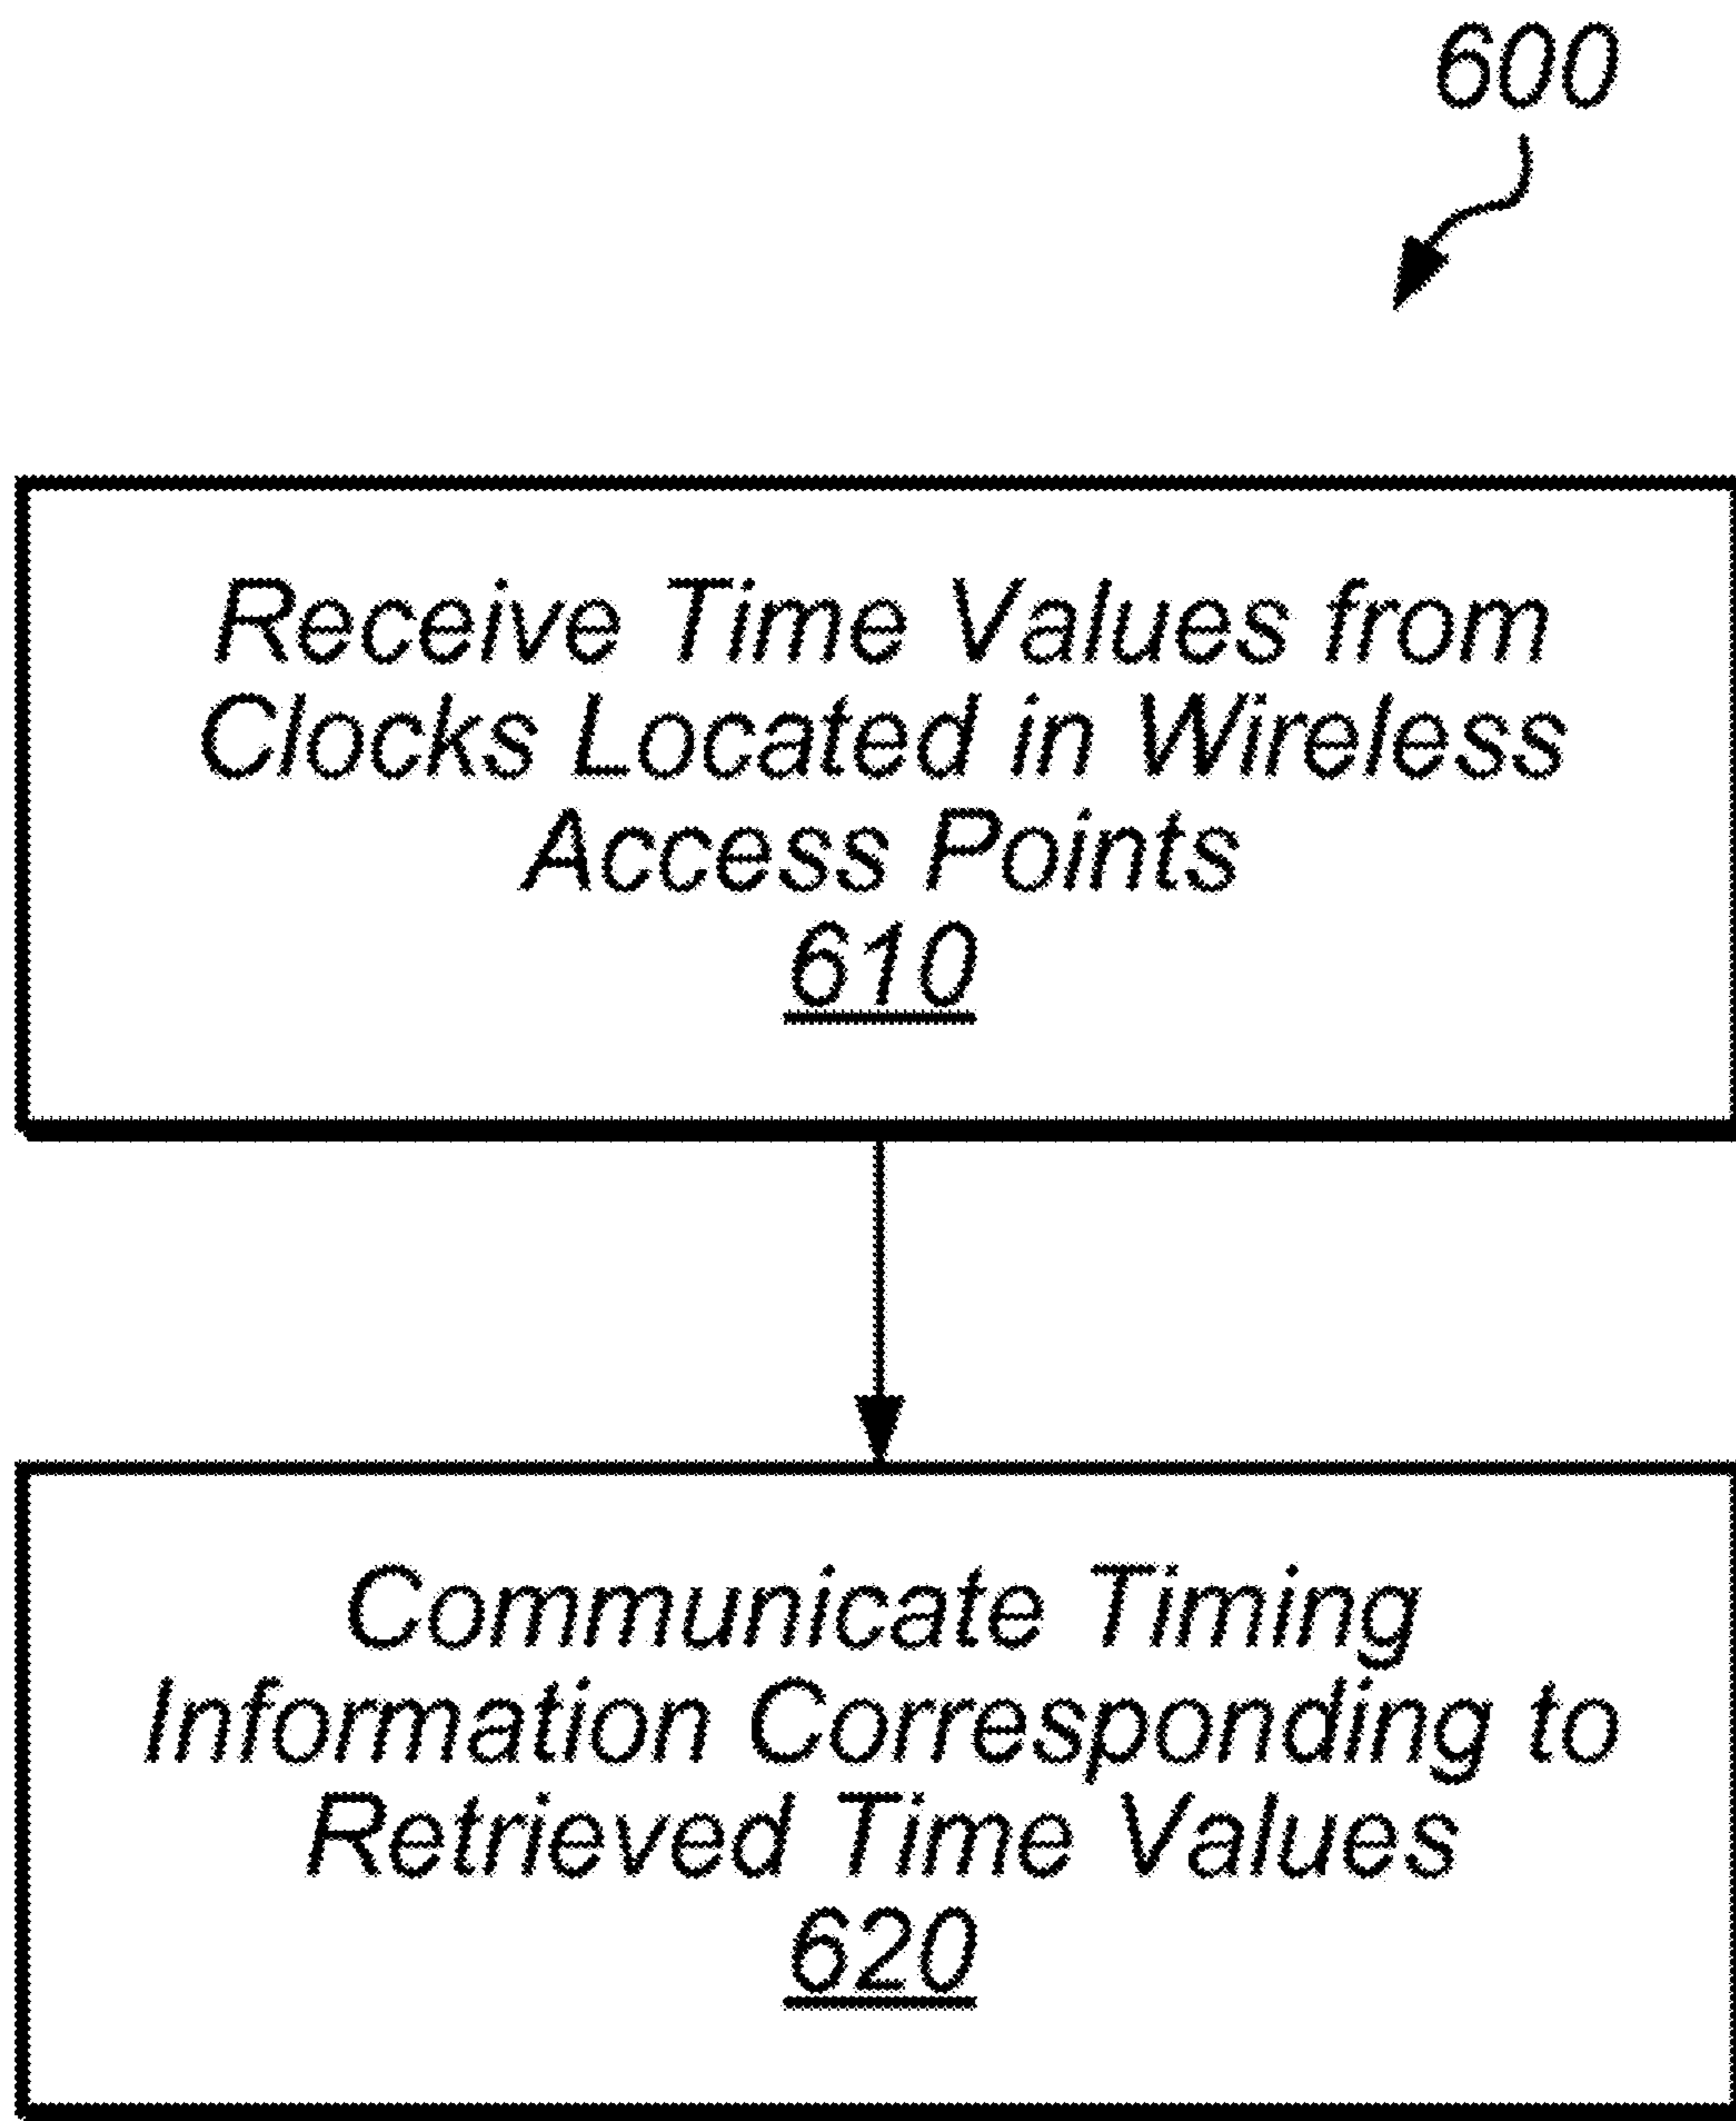 600
Receive Time Values from
Clocks Located in Wireless
Access Points
610
Communicate Timing
Information Corresponding to
Retrieved Time Values
620